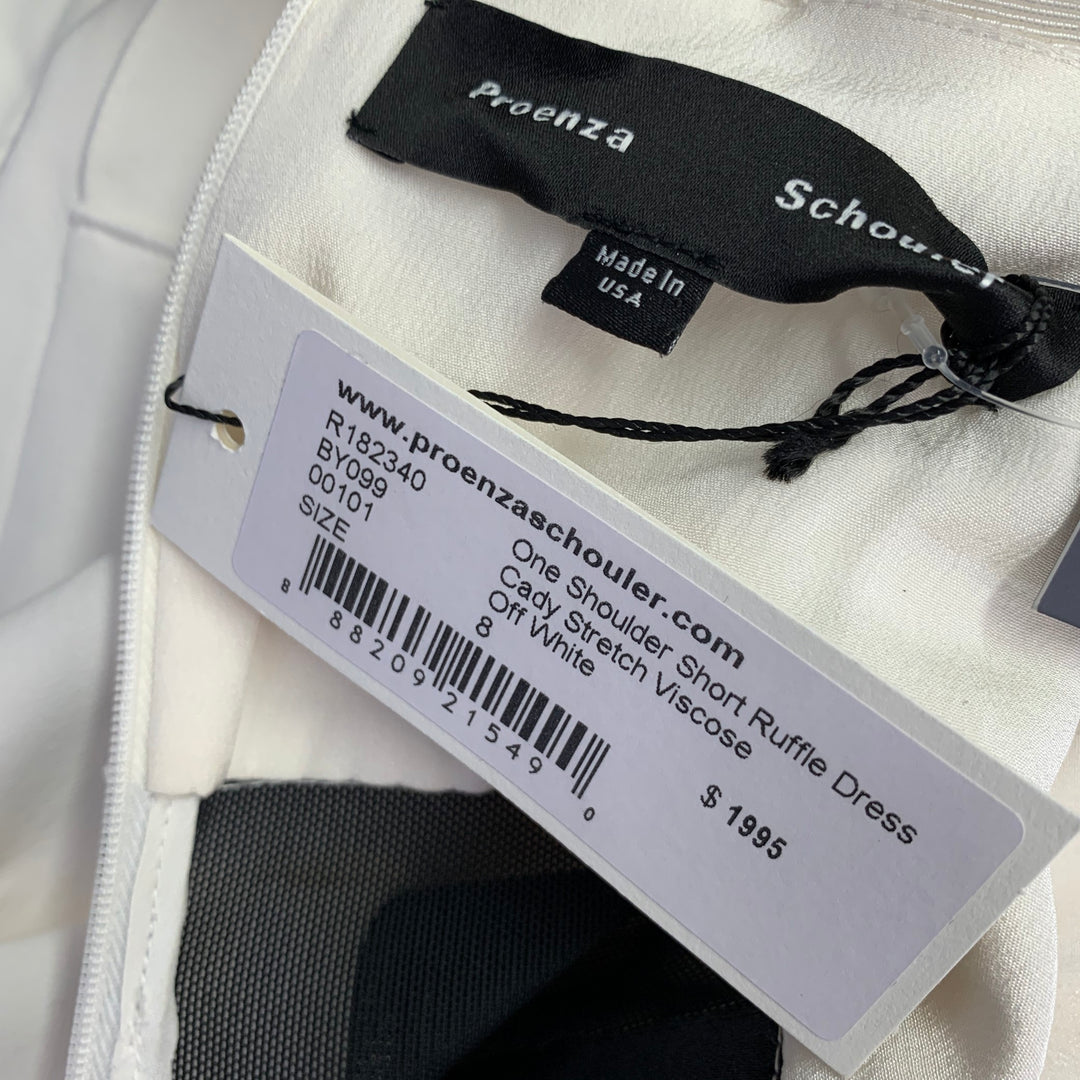 Proenza Schouler
Made In
USA
www.proenzaschouler.com
R182340
BY099
00101
SIZE 8
One Shoulder Short Ruffle Dress
Cady Stretch Viscose
Off White
8 88209 21549 0
$ 1995